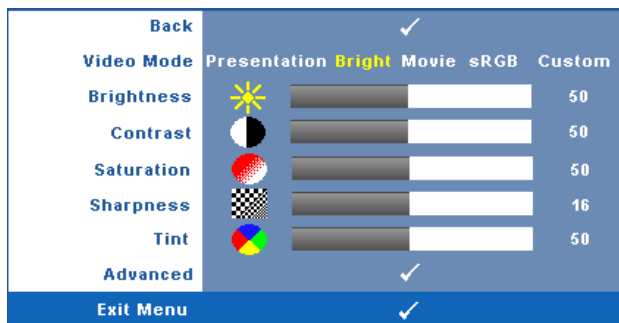 Back
Video Mode Presentation Bright Movie sRGB Custom
Brightness 50
Contrast 50
Saturation 50
Sharpness 16
Tint 50
Advanced
Exit Menu